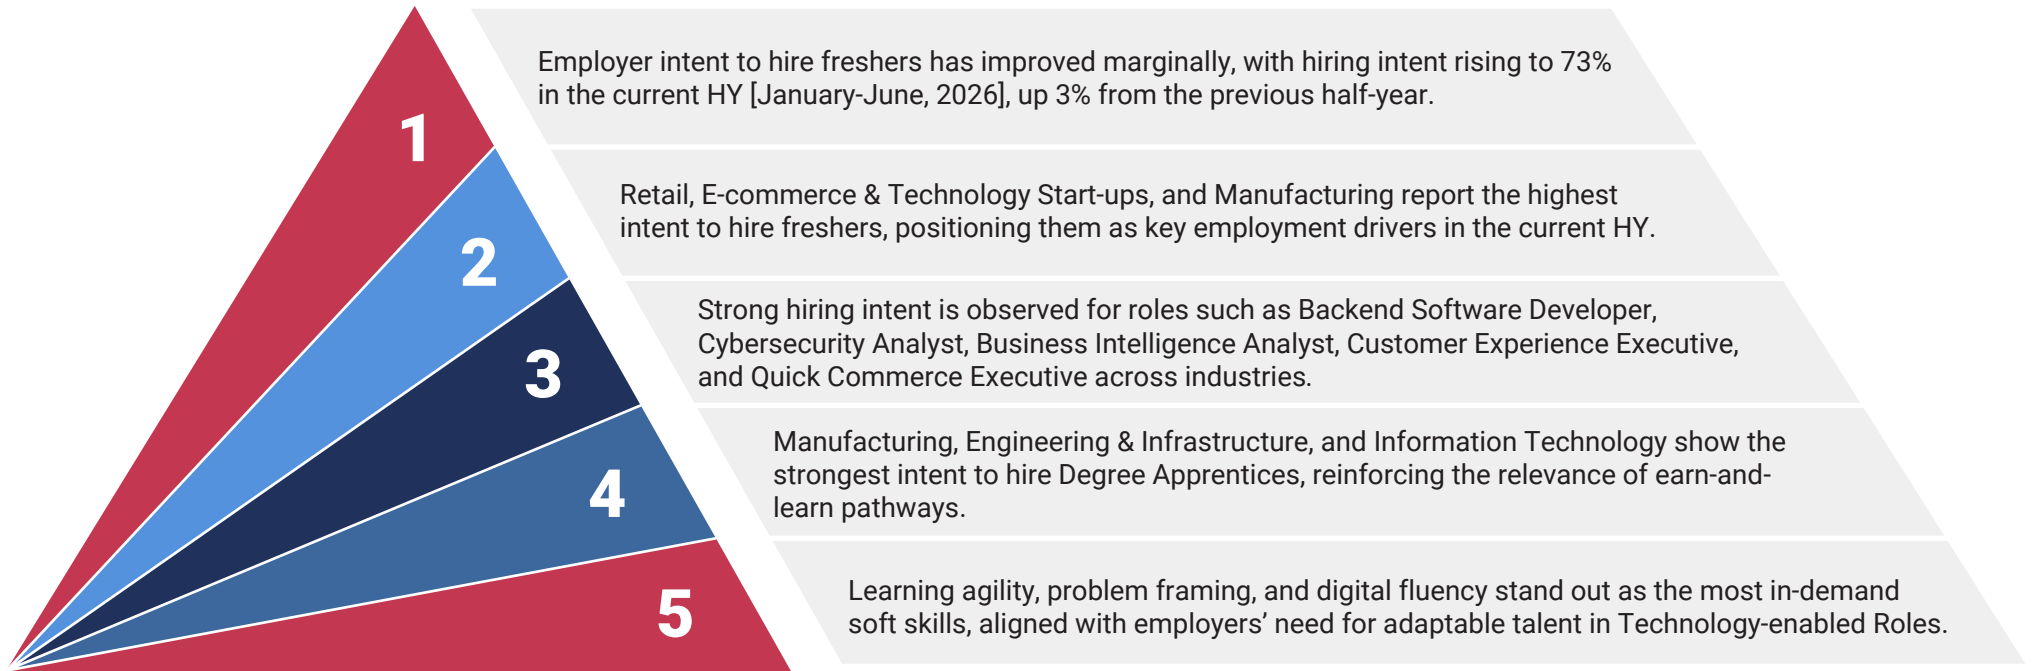 1
Employer intent to hire freshers has improved marginally, with hiring intent rising to 73%
in the current HY [January-June, 2026], up 3% from the previous half-year.
2
Retail, E-commerce & Technology Start-ups, and Manufacturing report the highest
intent to hire freshers, positioning them as key employment drivers in the current HY.
3
Strong hiring intent is observed for roles such as Backend Software Developer,
Cybersecurity Analyst, Business Intelligence Analyst, Customer Experience Executive,
and Quick Commerce Executive across industries.
4
Manufacturing, Engineering & Infrastructure, and Information Technology show the
strongest intent to hire Degree Apprentices, reinforcing the relevance of earn-and-
learn pathways.
5
Learning agility, problem framing, and digital fluency stand out as the most in-demand
soft skills, aligned with employers’ need for adaptable talent in Technology-enabled Roles.